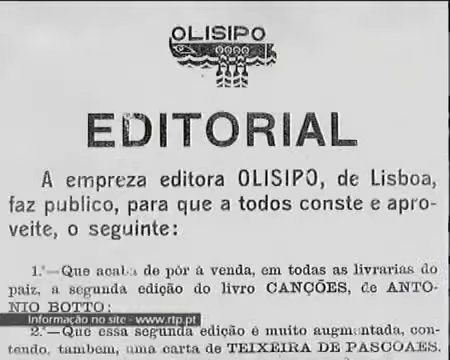 OLISIPO
EDITORIAL
A empreza editora OLISIPO, de Lisboa,
faz publico, para que a todos conste e apro-
veite, o seguinte:
1.º—Que acaba de pôr á venda, em todas as livrarias do
paiz, a segunda edição do livro CANÇÕES, de ANTO-
NIO BOTTO;
Informação no site - www.rtp.pt
2.º—Que essa segunda edição é muito augmentada, con-
tendo, tambem, uma carta de TEIXEIRA DE PASCOAES.